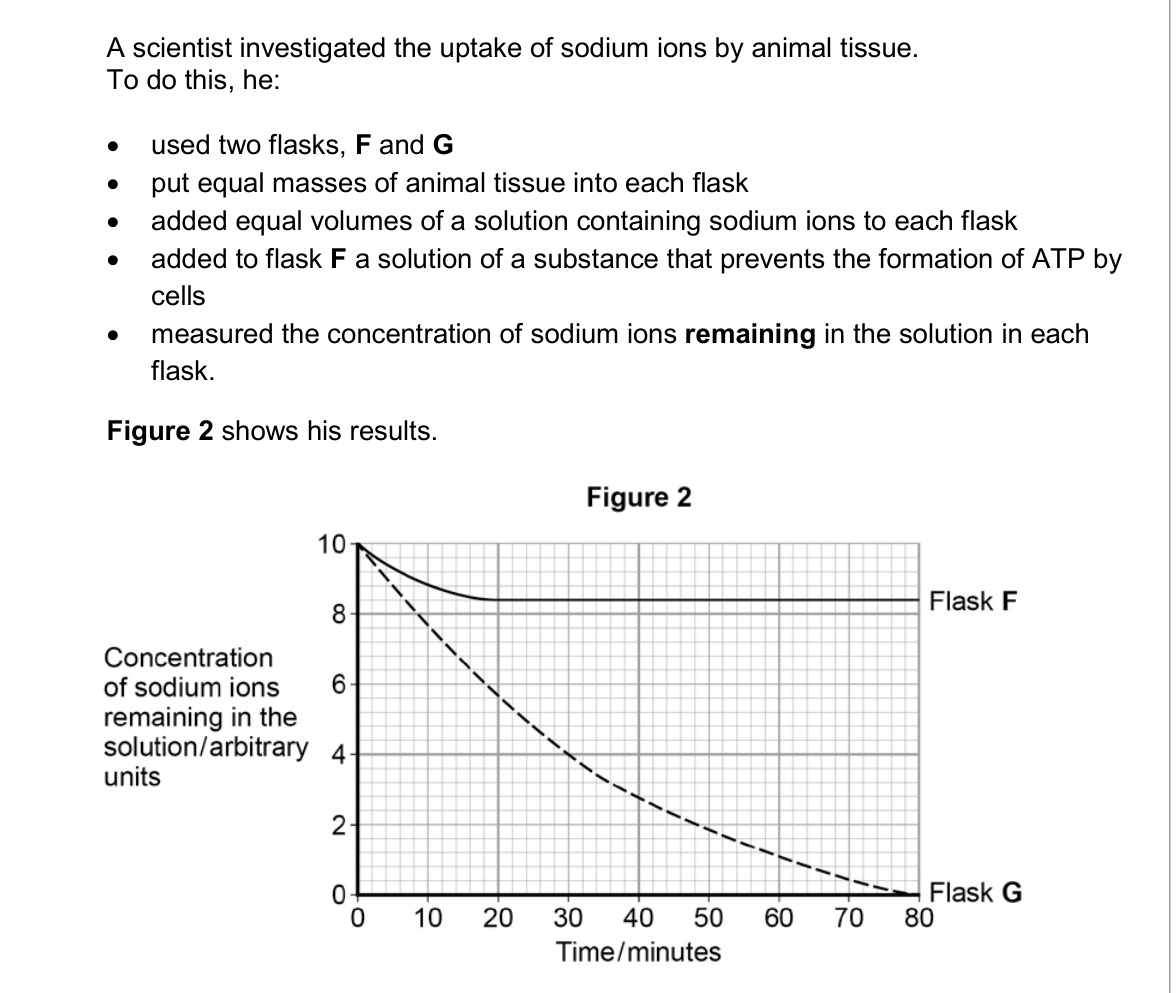 A scientist investigated the uptake of sodium ions by animal tissue.
To do this, he:
• used two flasks, F and G
• put equal masses of animal tissue into each flask
• added equal volumes of a solution containing sodium ions to each flask
• added to flask F a solution of a substance that prevents the formation of ATP by
cells
• measured the concentration of sodium ions remaining in the solution in each
flask.
Figure 2 shows his results.
Figure 2
10
8
6
4
2
0
Concentration
of sodium ions
remaining in the
solution/arbitrary
units
Flask F
Flask G
0 10 20 30 40 50 60 70 80
Time/minutes